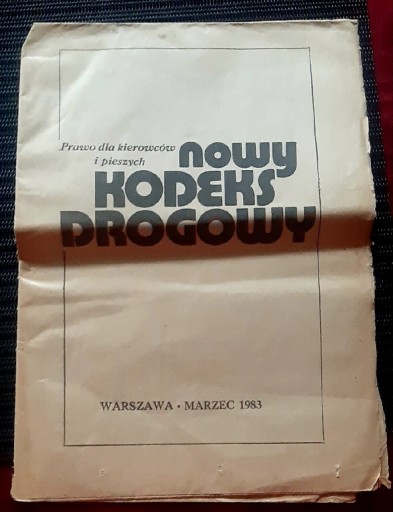 Prawo dla kierowców
i pieszych
nowy
KODEKS
DROGOWY
WARSZAWA • MARZEC 1983